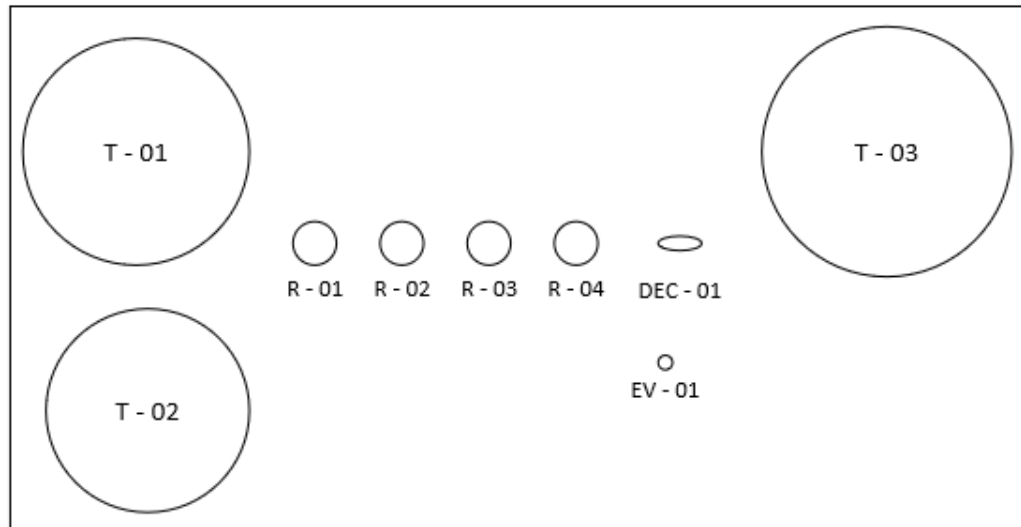 T - 01
T - 03
R - 01 R - 02 R - 03 R - 04 DEC - 01
EV - 01
T - 02